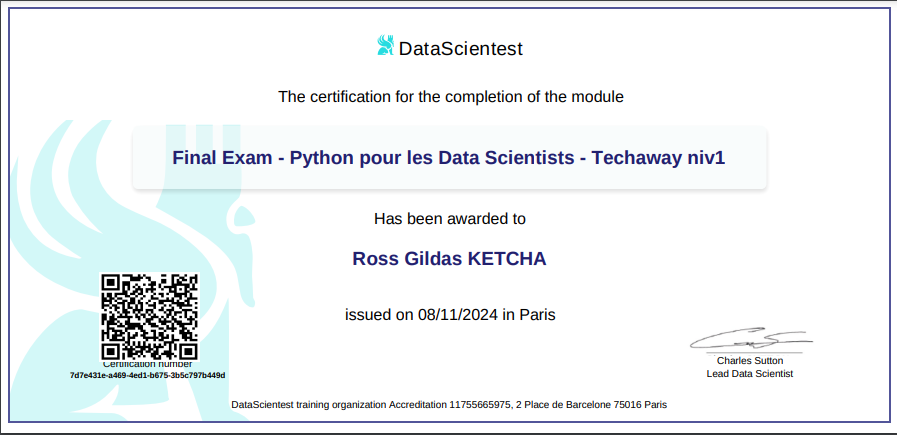 DataScientest
The certification for the completion of the module
Final Exam - Python pour les Data Scientists - Techaway niv1
Has been awarded to
Ross Gildas KETCHA
issued on 08/11/2024 in Paris
Certification number
7d7e431e-a469-4ed1-b675-3b5c797b449d
Charles Sutton
Lead Data Scientist
DataScientest training organization Accreditation 11755665975, 2 Place de Barcelone 75016 Paris